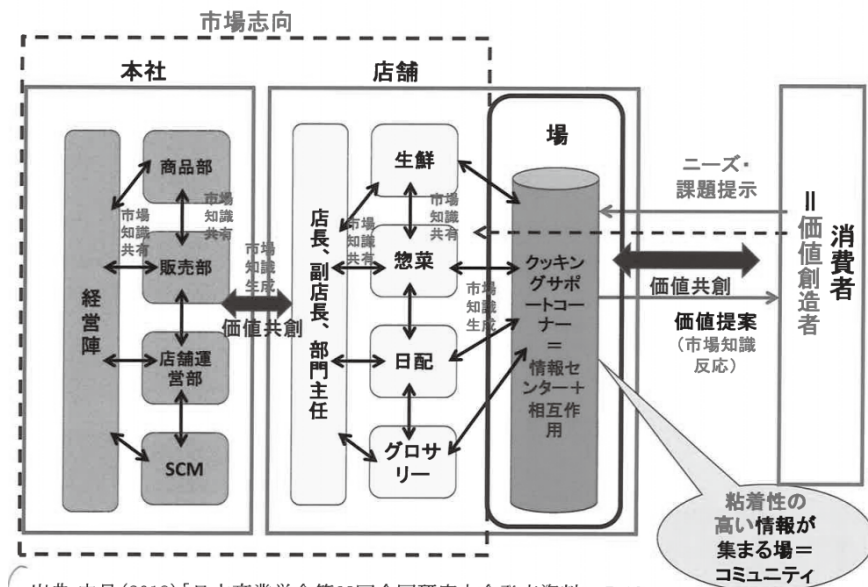 市場志向
本社
店舗
経営陣
商品部
販売部
店舗運
営部
SCM
市場
知識
共有
市場
知識
共有
市場
知識
生成
価値共創
店長、副店長、部門主任
生鮮
惣菜
日配
グロサ
リー
市場
知識
共有
市場
知識
共有
市場
知識
生成
場
クッキン
グサポ
ートコー
ナー
=
情報セ
ンター+
相互作
用
ニーズ・
課題提示
価値共創
価値提案
(市場知識
反応)
消費者
=価値創造者
粘着性の
高い情報が
集まる場=
コミュニティ